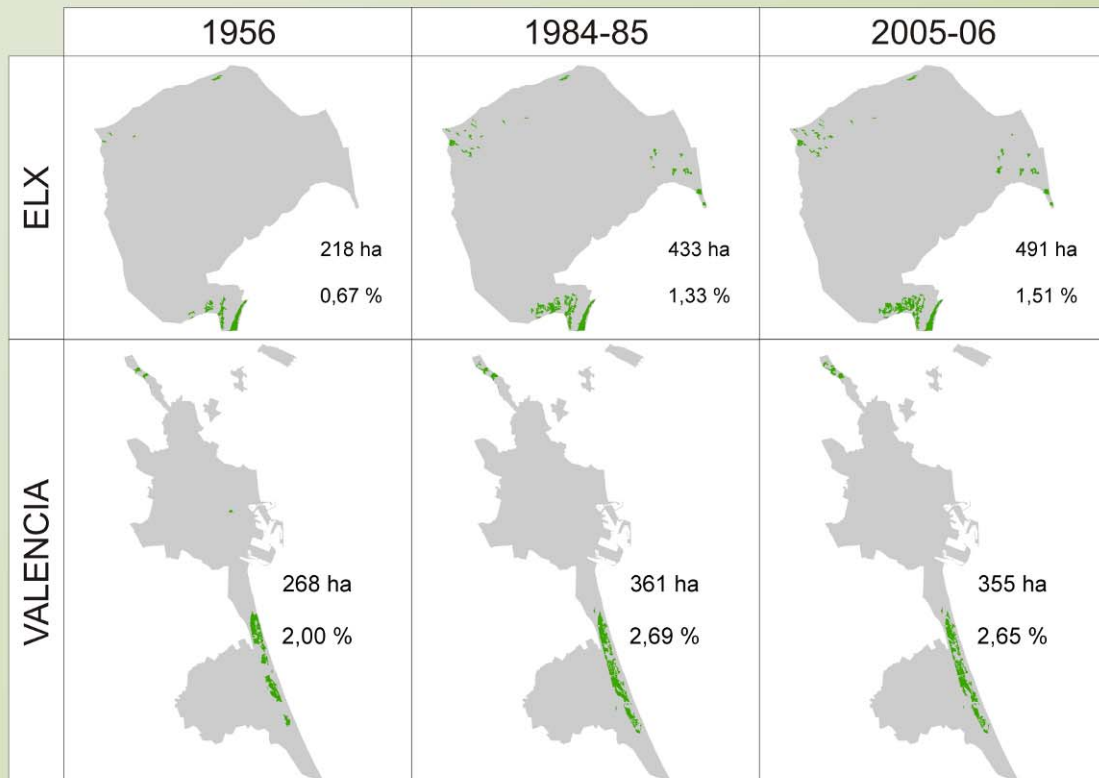 1956
1984-85
2005-06
ELX
218 ha
0,67 %
433 ha
1,33 %
491 ha
1,51 %
VALENCIA
268 ha
2,00 %
361 ha
2,69 %
355 ha
2,65 %